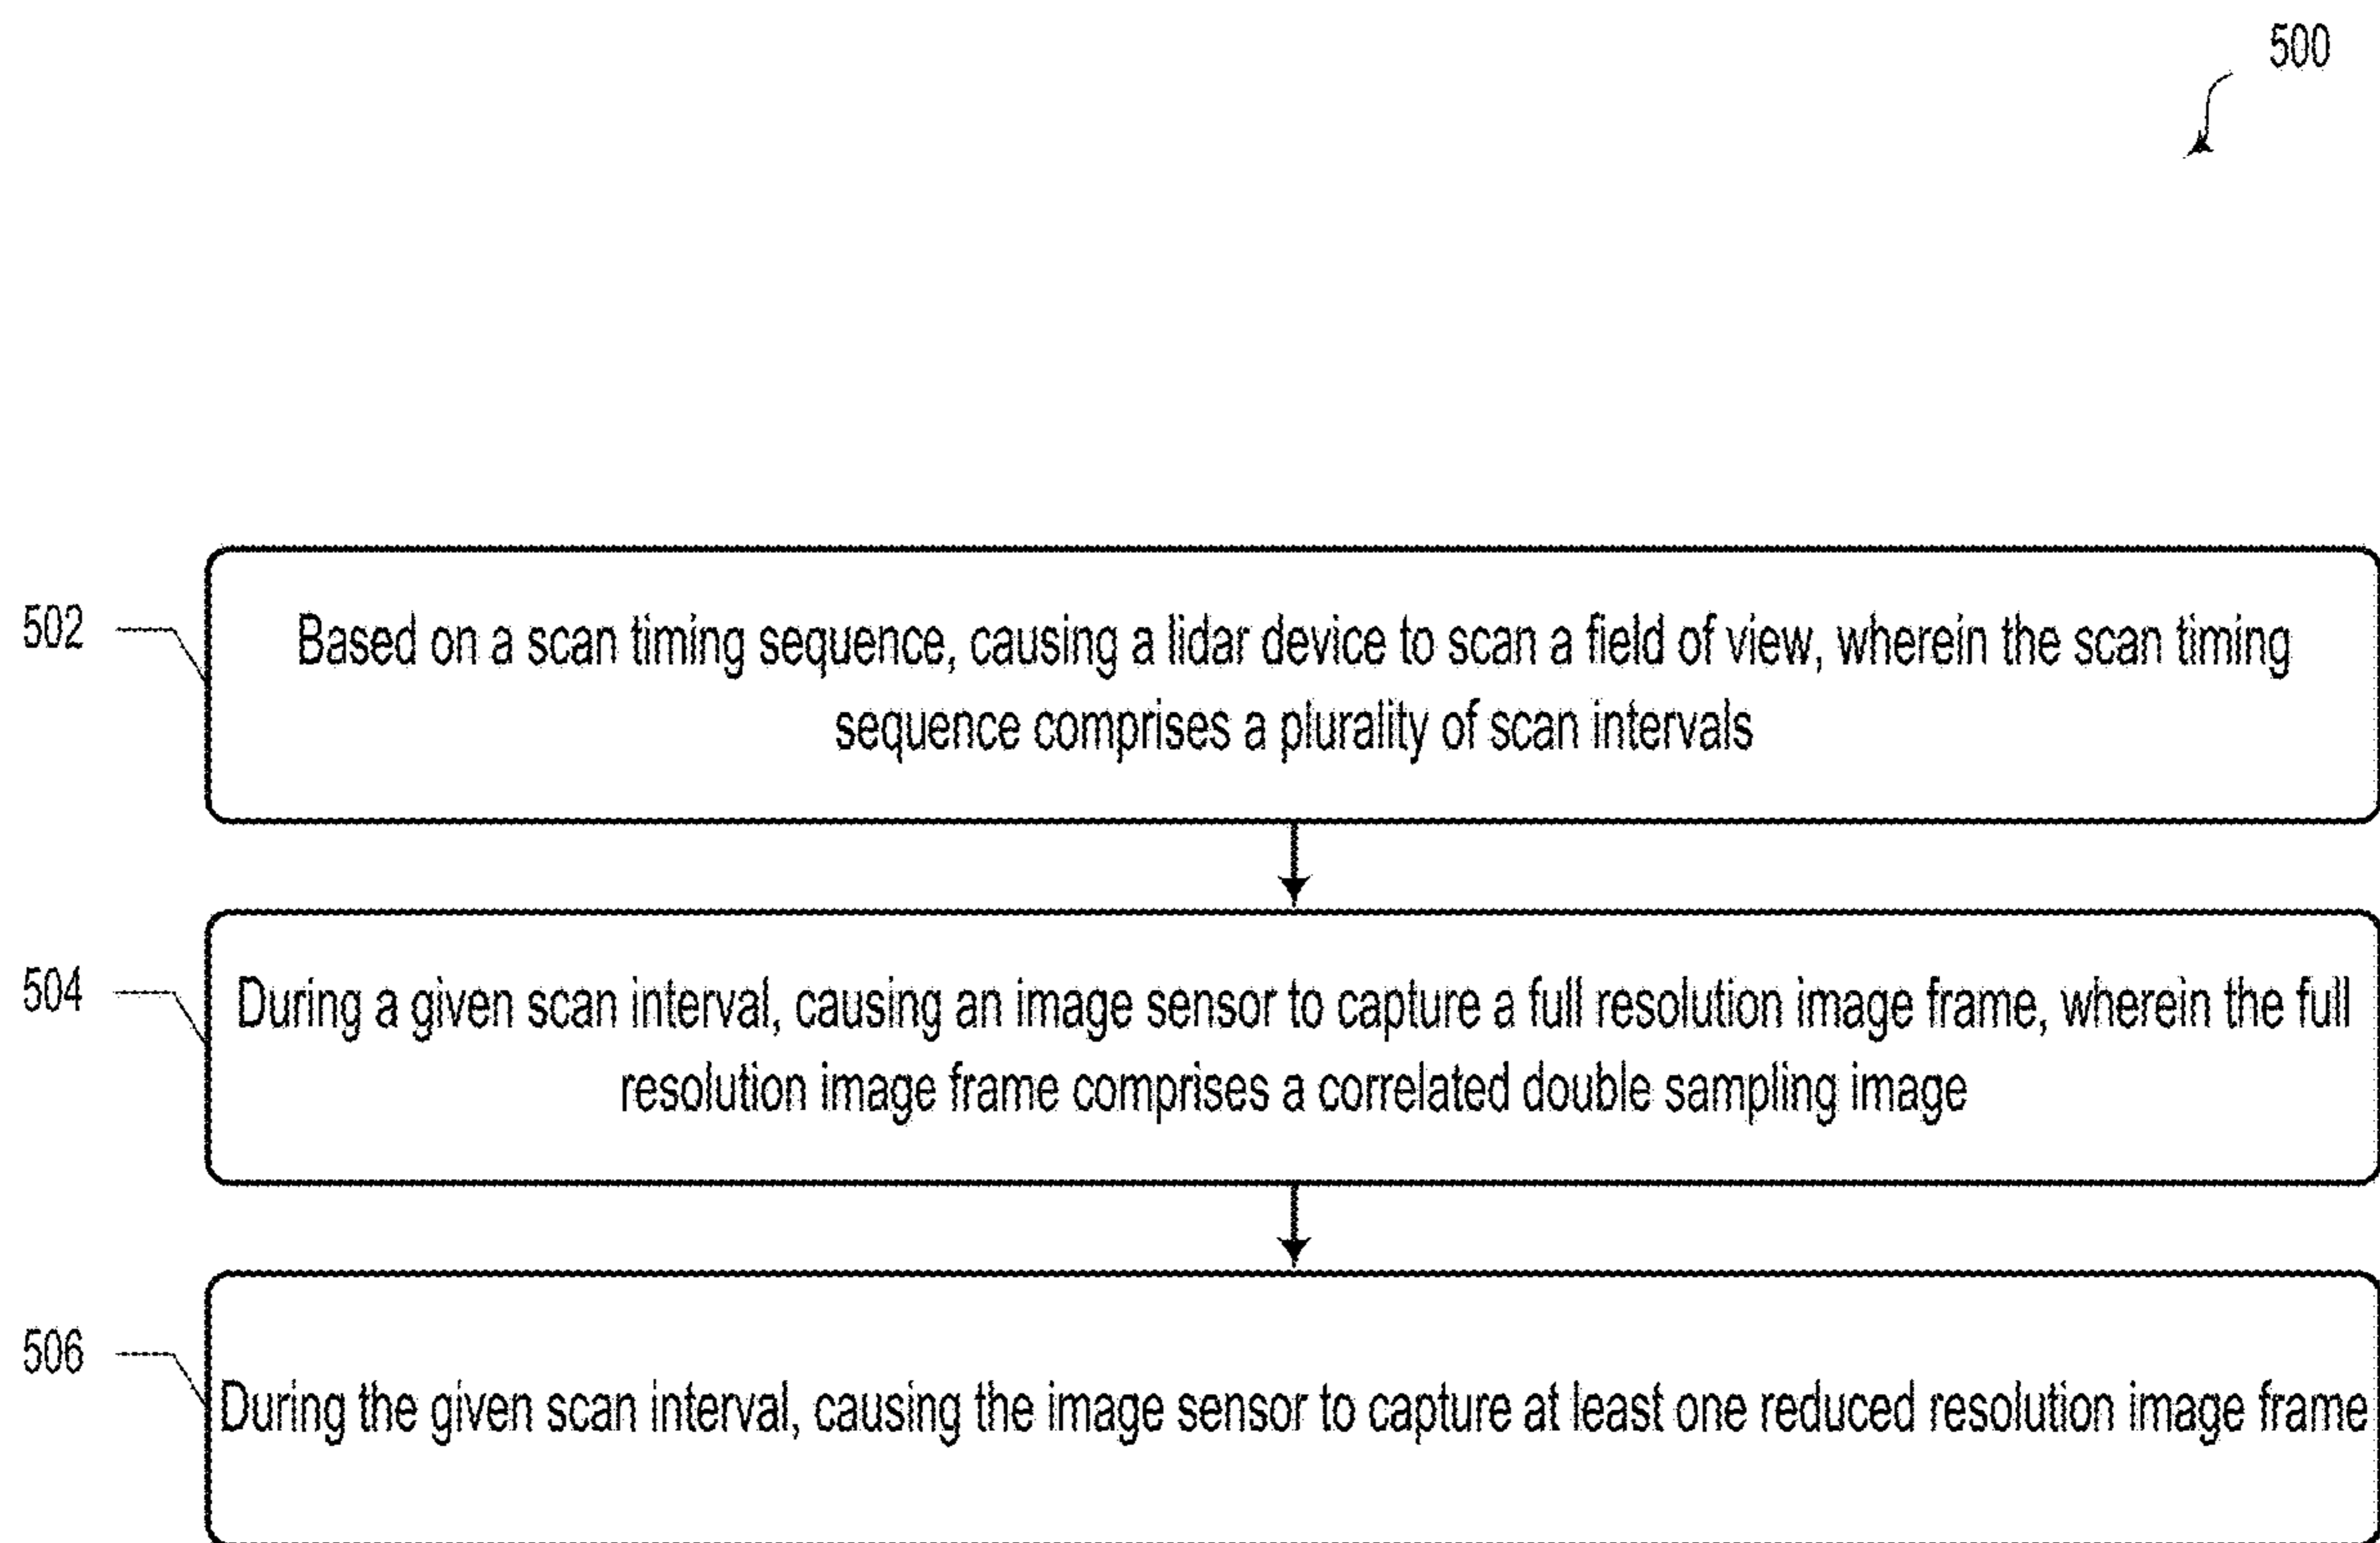 500
502
Based on a scan timing sequence, causing a lidar device to scan a field of view, wherein the scan timing
sequence comprises a plurality of scan intervals
504
During a given scan interval, causing an image sensor to capture a full resolution image frame, wherein the full
resolution image frame comprises a correlated double sampling image
506
During the given scan interval, causing the image sensor to capture at least one reduced resolution image frame